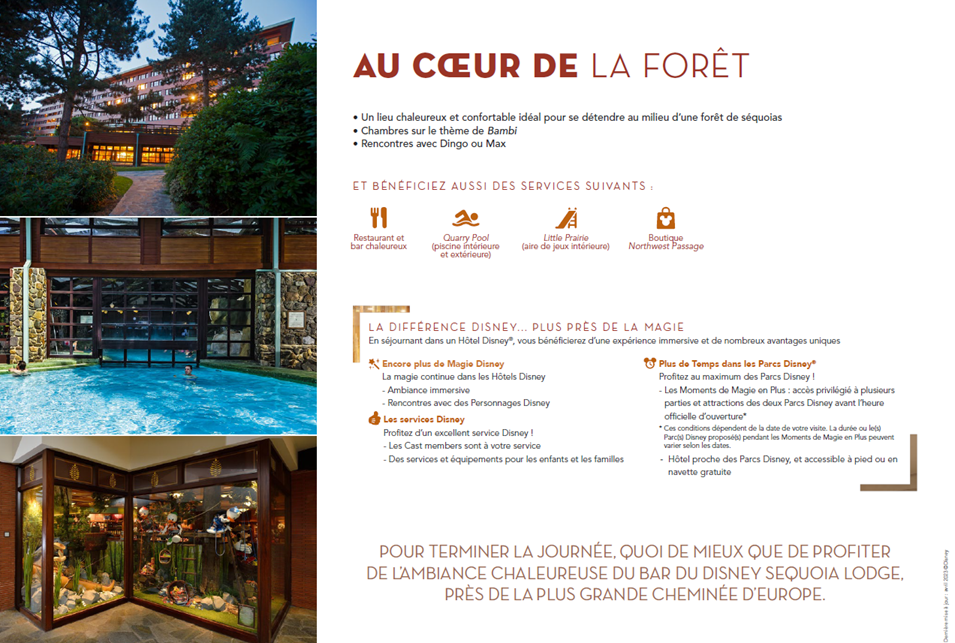 AU CŒUR DE LA FORÊT
• Un lieu chaleureux et confortable idéal pour se détendre au milieu d'une forêt de séquoias
• Chambres sur le thème de Bambi
• Rencontres avec Dingo ou Max
ET BÉNÉFICIEZ AUSSI DES SERVICES SUIVANTS :
Restaurant et
bar chaleureux
Quarry Pool
(piscine intérieure
et extérieure)
Little Prairie
(aire de jeux intérieure)
Boutique
Northwest Passage
LA DIFFÉRENCE DISNEY... PLUS PRÈS DE LA MAGIE
En séjournant dans un Hôtel Disney®, vous bénéficierez d'une expérience immersive et de nombreux avantages uniques
Encore plus de Magie Disney
La magie continue dans les Hôtels Disney
- Ambiance immersive
- Rencontres avec des Personnages Disney
Les services Disney
Profitez d'un excellent service Disney !
- Les Cast members sont à votre service
- Des services et équipements pour les enfants et les familles
Plus de Temps dans les Parcs Disney®
Profitez au maximum des Parcs Disney !
- Les Moments de Magie en Plus : accès privilégié à plusieurs
parties et attractions des deux Parcs Disney avant l'heure
officielle d'ouverture*
* Ces conditions dépendent de la date de votre visite. La durée ou le(s)
Parc(s) Disney proposé(s) pendant les Moments de Magie en Plus peuvent
varier selon les dates.
- Hôtel proche des Parcs Disney, et accessible à pied ou en
navette gratuite
POUR TERMINER LA JOURNÉE, QUOI DE MIEUX QUE DE PROFITER
DE L'AMBIANCE CHALEUREUSE DU BAR DU DISNEY SEQUOIA LODGE,
PRÈS DE LA PLUS GRANDE CHEMINÉE D'EUROPE.
Dernière mise à jour : avril 2023 ©Disney